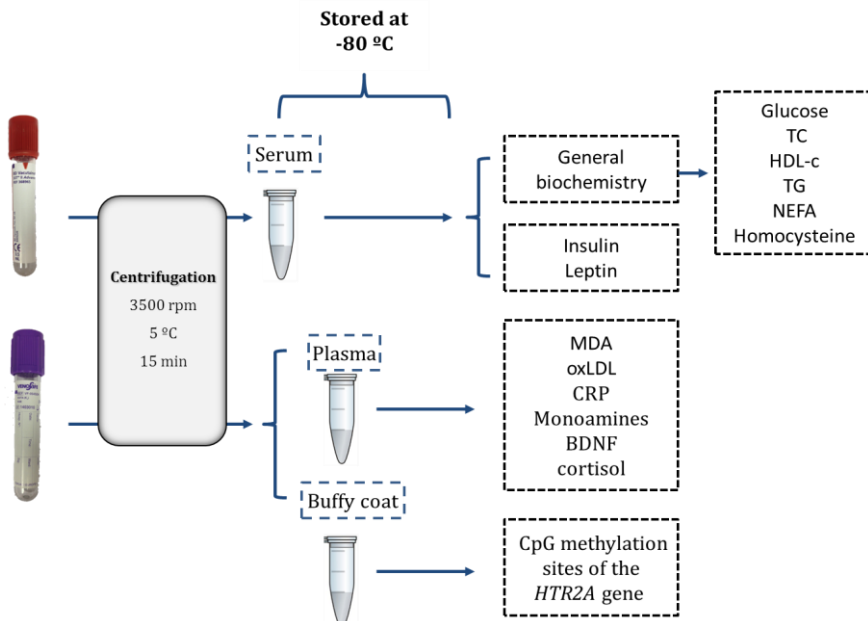 Stored at
-80 ºC
Serum
General
biochemistry
Glucose
TC
HDL-c
TG
NEFA
Homocysteine
Insulin
Leptin
Centrifugation
3500 rpm
5 ºC
15 min
Plasma
MDA
oxLDL
CRP
Monoamines
BDNF
cortisol
Buffy coat
CpG methylation
sites of the
HTR2A gene